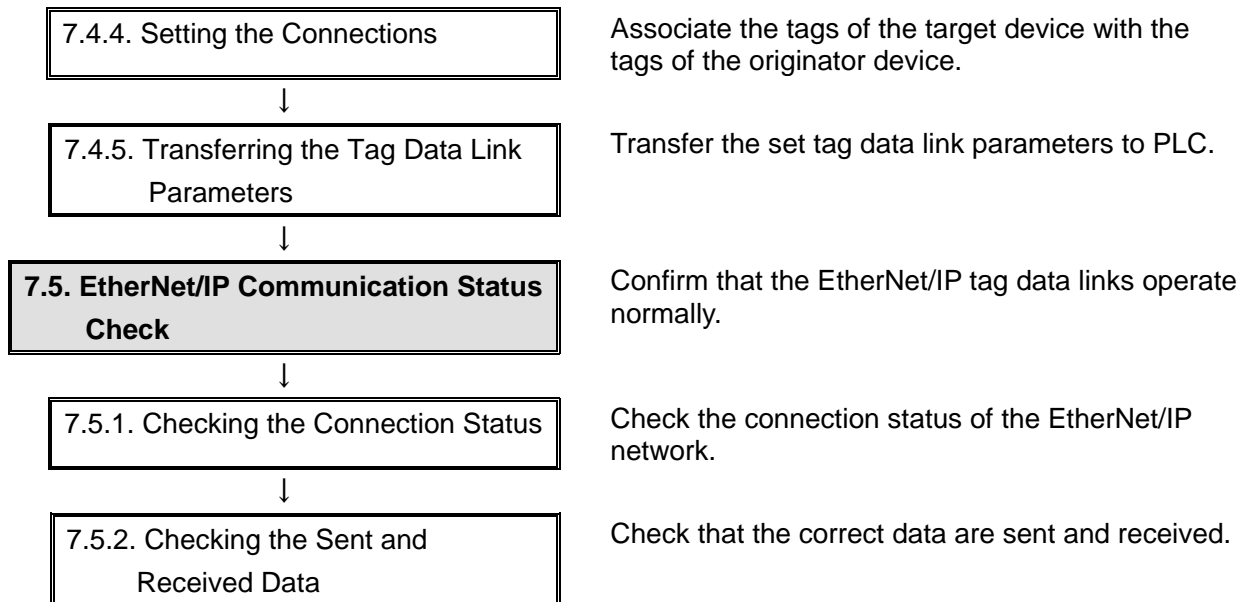 7.4.4. Setting the Connections
Associate the tags of the target device with the
tags of the originator device.
↓
7.4.5. Transferring the Tag Data Link
Parameters
Transfer the set tag data link parameters to PLC.
↓
7.5. EtherNet/IP Communication Status
Check
Confirm that the EtherNet/IP tag data links operate
normally.
↓
7.5.1. Checking the Connection Status
Check the connection status of the EtherNet/IP
network.
↓
7.5.2. Checking the Sent and
Received Data
Check that the correct data are sent and received.